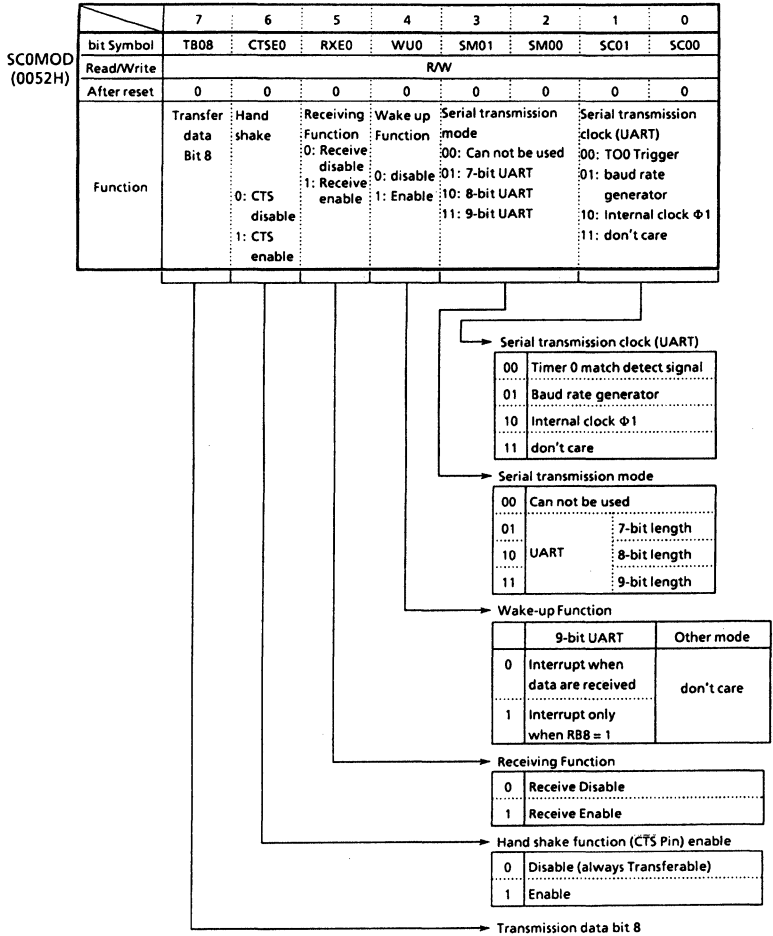 7 6 5 4 3 2 1 0
SC0MOD
(0052H)
bit Symbol TB08 CTSE0 RXE0 WU0 SM01 SM00 SC01 SC00
Read/Write R/W
After reset 0 0 0 0 0 0 0 0
Function
Transfer
data
Bit 8
Hand
shake
0: CTS
disable
1: CTS
enable
Receiving
Function
0: Receive
disable
1: Receive
enable
Wake up
Function
0: disable
1: Enable
Serial transmission
mode
00: Can not be used
01: 7-bit UART
10: 8-bit UART
11: 9-bit UART
Serial transmission
clock (UART)
00: TO0 Trigger
01: baud rate
generator
10: Internal clock Φ1
11: don't care
Serial transmission clock (UART)
00 Timer 0 match detect signal
01 Baud rate generator
10 Internal clock Φ1
11 don't care
Serial transmission mode
00 Can not be used
01 7-bit length
10 UART 8-bit length
11 9-bit length
Wake-up Function
9-bit UART Other mode
0 Interrupt when
data are received
don't care
1 Interrupt only
when RB8 = 1
Receiving Function
0 Receive Disable
1 Receive Enable
Hand shake function (C̅T̅S̅ Pin) enable
0 Disable (always Transferable)
1 Enable
Transmission data bit 8